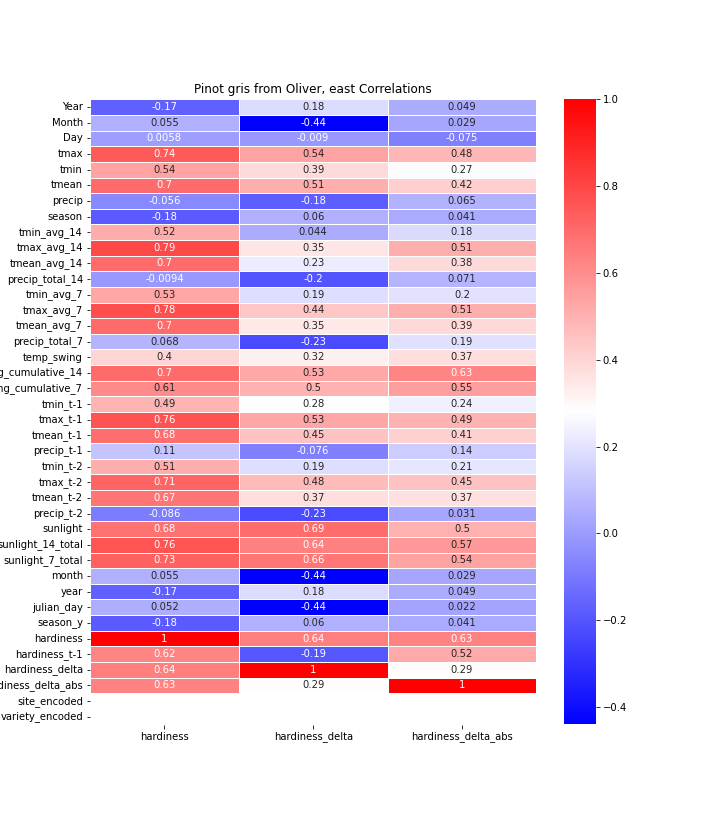 Pinot gris from Oliver, east Correlations
Year -0.17 0.18 0.049
Month 0.055 -0.44 0.029
Day 0.0058 -0.009 -0.075
tmax 0.74 0.54 0.48
tmin 0.54 0.39 0.27
tmean 0.7 0.51 0.42
precip -0.056 -0.18 0.065
season -0.18 0.06 0.041
tmin_avg_14 0.52 0.044 0.18
tmax_avg_14 0.79 0.35 0.51
tmean_avg_14 0.7 0.23 0.38
precip_total_14 -0.0094 -0.2 0.071
tmin_avg_7 0.53 0.19 0.2
tmax_avg_7 0.78 0.44 0.51
tmean_avg_7 0.7 0.35 0.39
precip_total_7 0.068 -0.23 0.19
temp_swing 0.4 0.32 0.37
g_cumulative_14 0.7 0.53 0.63
ng_cumulative_7 0.61 0.5 0.55
tmin_t-1 0.49 0.28 0.24
tmax_t-1 0.76 0.53 0.49
tmean_t-1 0.68 0.45 0.41
precip_t-1 0.11 -0.076 0.14
tmin_t-2 0.51 0.19 0.21
tmax_t-2 0.71 0.48 0.45
tmean_t-2 0.67 0.37 0.37
precip_t-2 -0.086 -0.23 0.031
sunlight 0.68 0.69 0.5
sunlight_14_total 0.76 0.64 0.57
sunlight_7_total 0.73 0.66 0.54
month 0.055 -0.44 0.029
year -0.17 0.18 0.049
julian_day 0.052 -0.44 0.022
season_y -0.18 0.06 0.041
hardiness 1 0.64 0.63
hardiness_t-1 0.62 -0.19 0.52
hardiness_delta 0.64 1 0.29
diness_delta_abs 0.63 0.29 1
site_encoded
variety_encoded
hardiness hardiness_delta hardiness_delta_abs
1.0
0.8
0.6
0.4
0.2
0.0
−0.2
−0.4